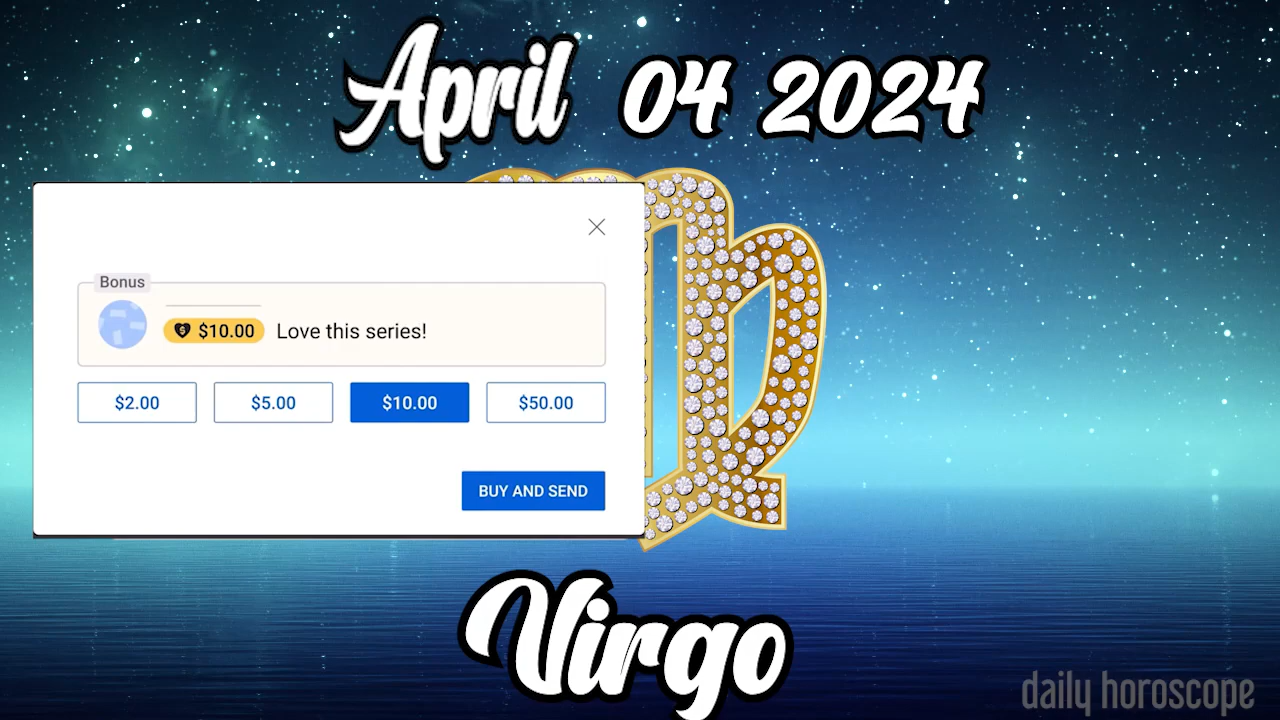 April 04 2024
Bonus
$10.00 Love this series!
$2.00 $5.00 $10.00 $50.00
BUY AND SEND
Virgo
daily horoscope